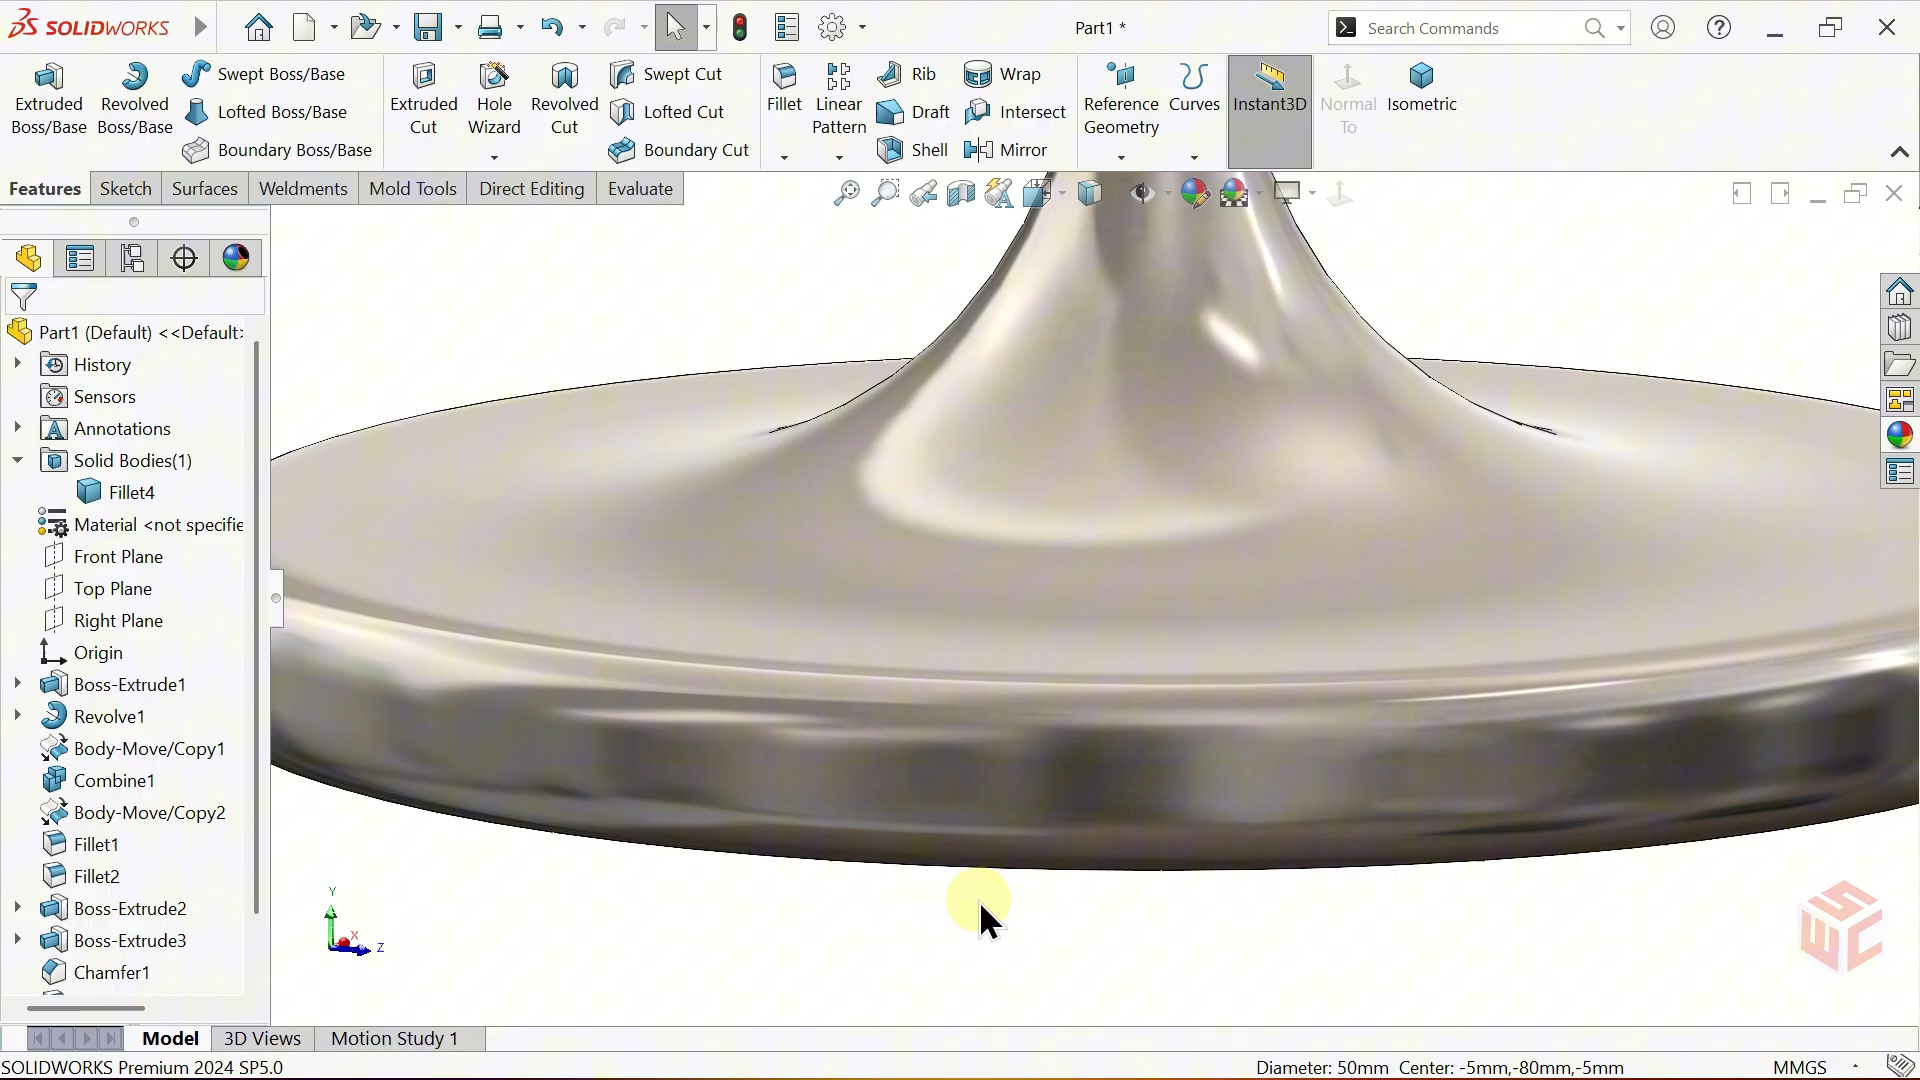 SOLIDWORKS
Part1 *
Search Commands
Extruded Boss/Base
Revolved Boss/Base
Swept Boss/Base
Lofted Boss/Base
Boundary Boss/Base
Extruded Cut
Hole Wizard
Revolved Cut
Swept Cut
Lofted Cut
Boundary Cut
Fillet
Linear Pattern
Rib
Draft
Shell
Wrap
Intersect
Mirror
Reference Geometry
Curves
Instant3D
Normal To
Isometric
Features
Sketch
Surfaces
Weldments
Mold Tools
Direct Editing
Evaluate
Part1 (Default) <<Default>
History
Sensors
Annotations
Solid Bodies(1)
Fillet4
Material <not specifie
Front Plane
Top Plane
Right Plane
Origin
Boss-Extrude1
Revolve1
Body-Move/Copy1
Combine1
Body-Move/Copy2
Fillet1
Fillet2
Boss-Extrude2
Boss-Extrude3
Chamfer1
Y
X
Z
SWC
Model
3D Views
Motion Study 1
SOLIDWORKS Premium 2024 SP5.0
Diameter: 50mm Center: -5mm,-80mm,-5mm
MMGS